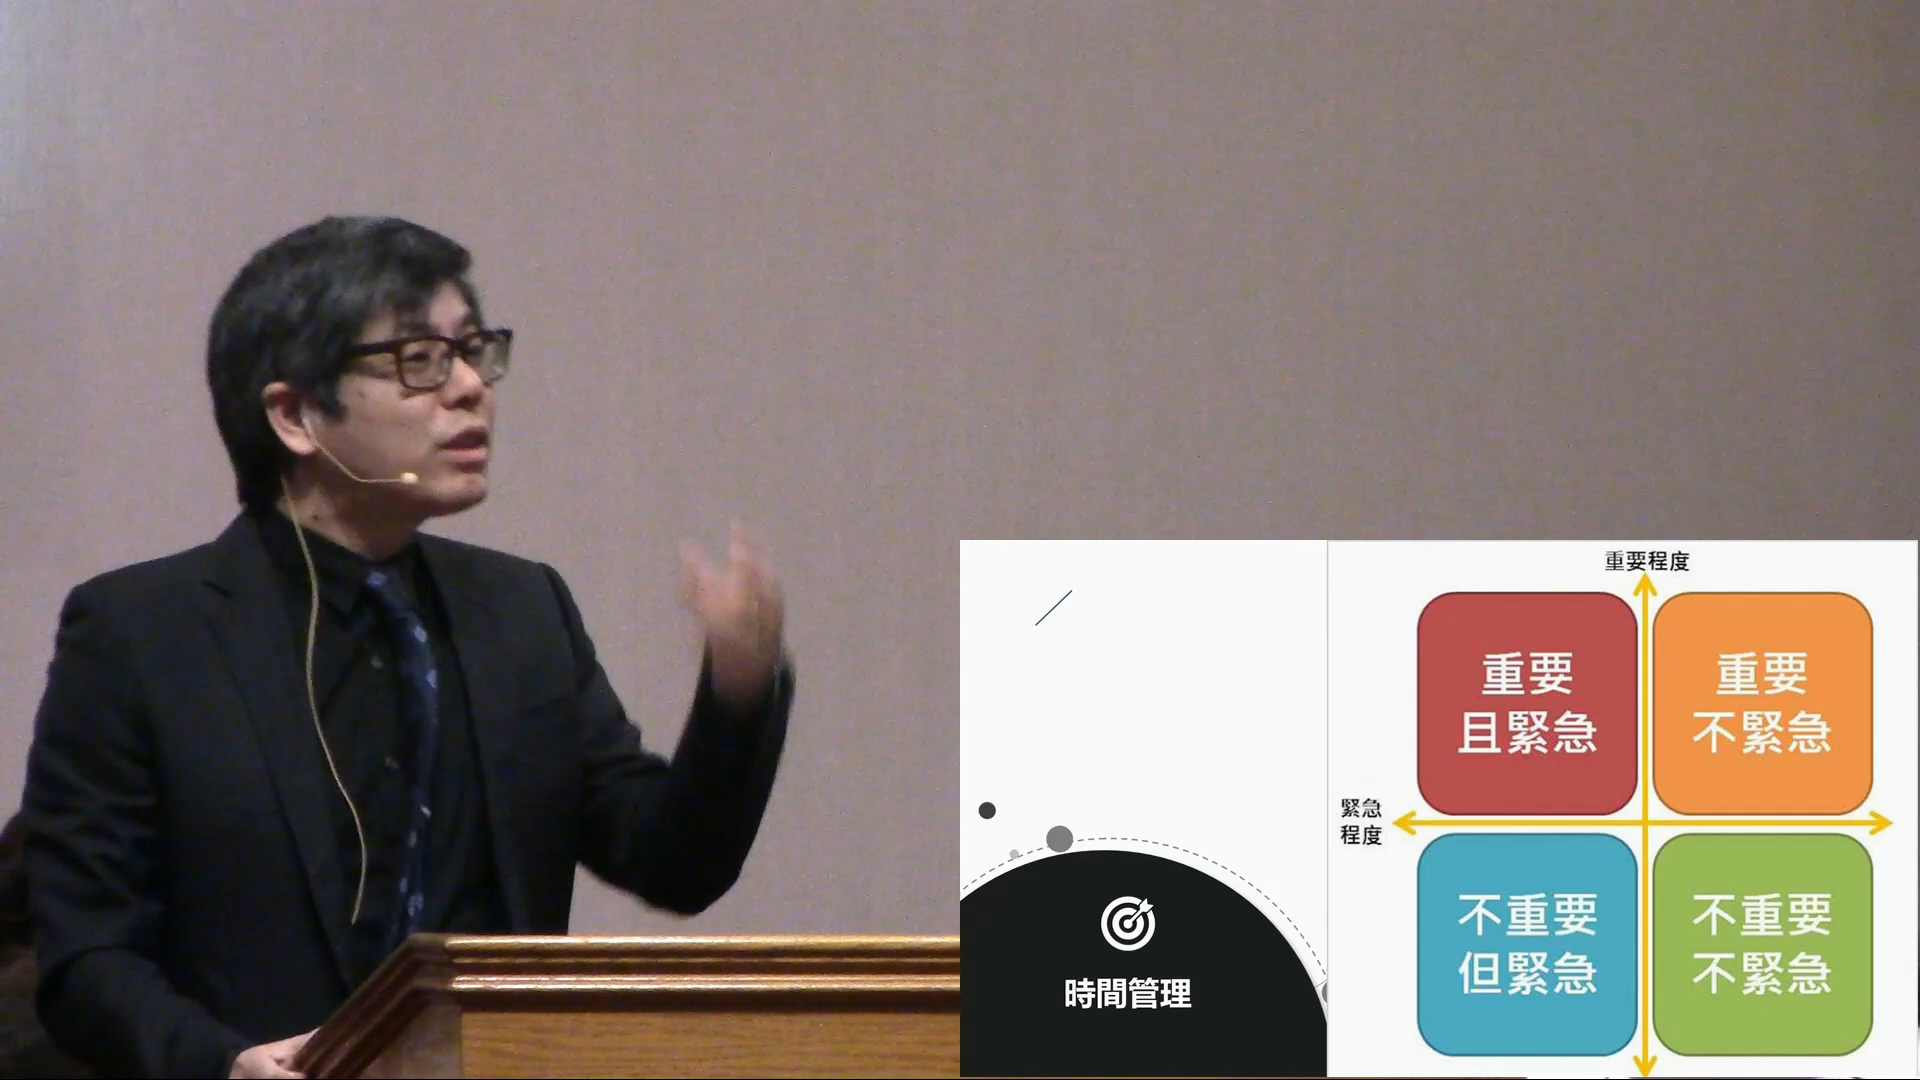 時間管理
重要程度
重要
且緊急
重要
不緊急
緊急
程度
不重要
但緊急
不重要
不緊急